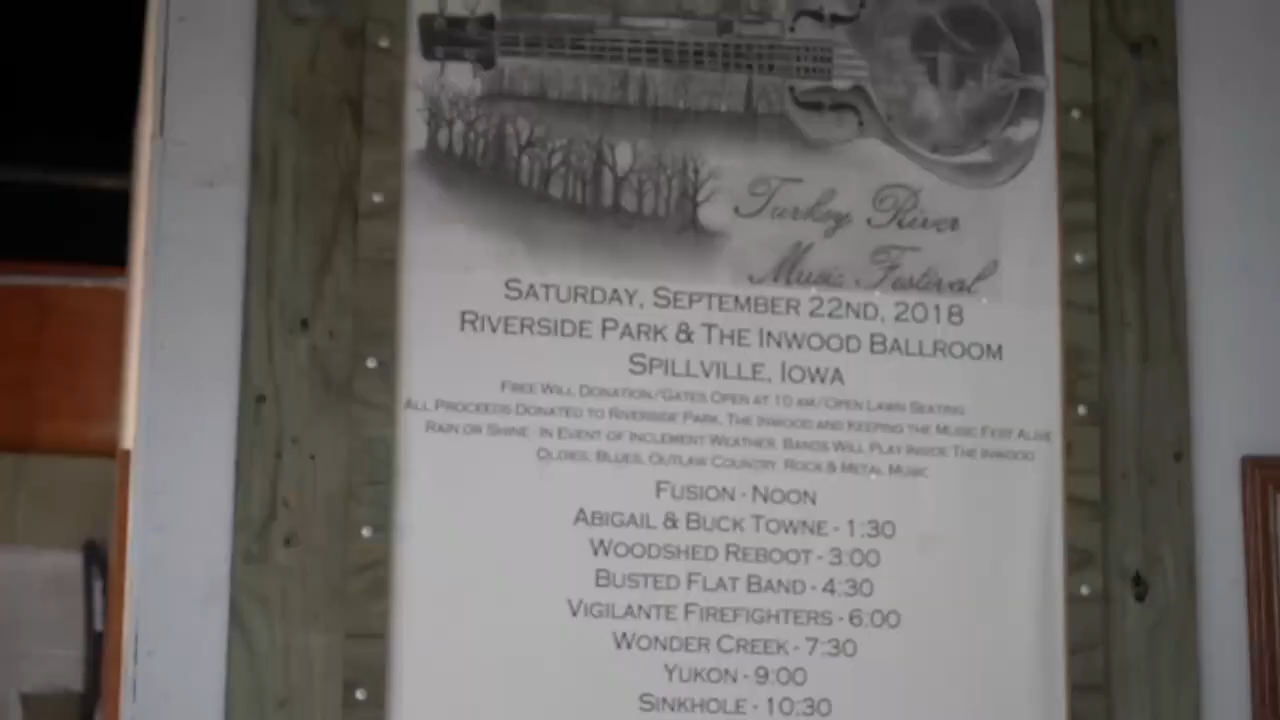 Turkey River
Music Festival
SATURDAY, SEPTEMBER 22ND, 2018
RIVERSIDE PARK & THE INWOOD BALLROOM
SPILLVILLE, IOWA
FREE WILL DONATION/GATES OPEN AT 10 AM/OPEN LAWN SEATING
ALL PROCEEDS DONATED TO RIVERSIDE PARK, THE INWOOD AND KEEPING THE MUSIC FEST ALIVE
RAIN OR SHINE- IN EVENT OF INCLEMENT WEATHER, BANDS WILL PLAY INSIDE THE INWOOD
OLDIES, BLUES, OUTLAW COUNTRY, ROCK & METAL MUSIC
FUSION - NOON
ABIGAIL & BUCK TOWNE - 1:30
WOODSHED REBOOT - 3:00
BUSTED FLAT BAND - 4:30
VIGILANTE FIREFIGHTERS - 6:00
WONDER CREEK - 7:30
YUKON - 9:00
SINKHOLE - 10:30